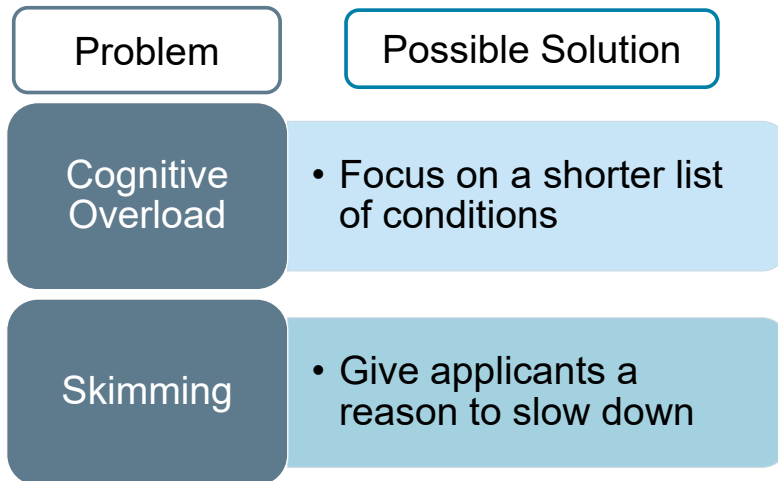 Problem
Possible Solution
Cognitive
Overload
• Focus on a shorter list
of conditions
Skimming
• Give applicants a
reason to slow down